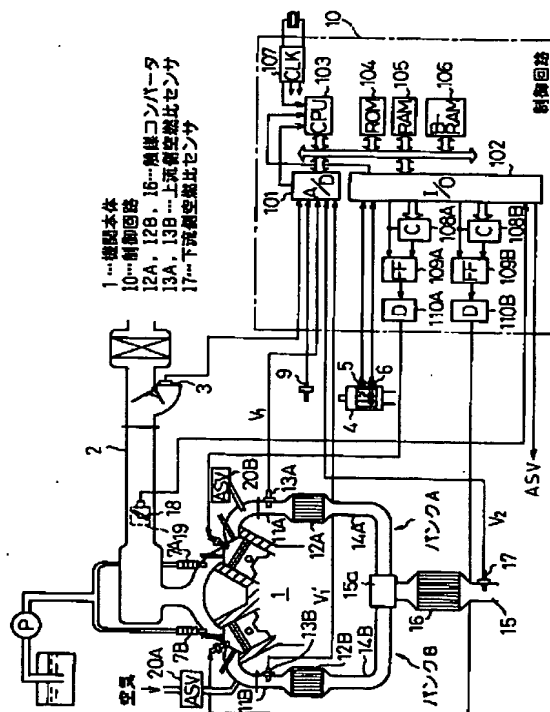 1…機関本体
10…制御回路
12A, 12B, 16…触媒コンバータ
13A, 13B…上流側空燃比センサ
17…下流側空燃比センサ
10
制御回路
107
CLK
CPU
103
ROM
104
RAM
105
B-RAM
106
101
A/D
102
I/O
C
108A
FF
109A
D
110A
C
108B
FF
109B
D
110B
ASV
P
2
3
18
19
9
4
5
6
V₁
V₁'
V₂
7A
7B
空気
20A
ASV
ASV
20B
1
11A
11B
13A
13B
12A
12B
14A
14B
15a
バンクA
バンクB
16
17
15